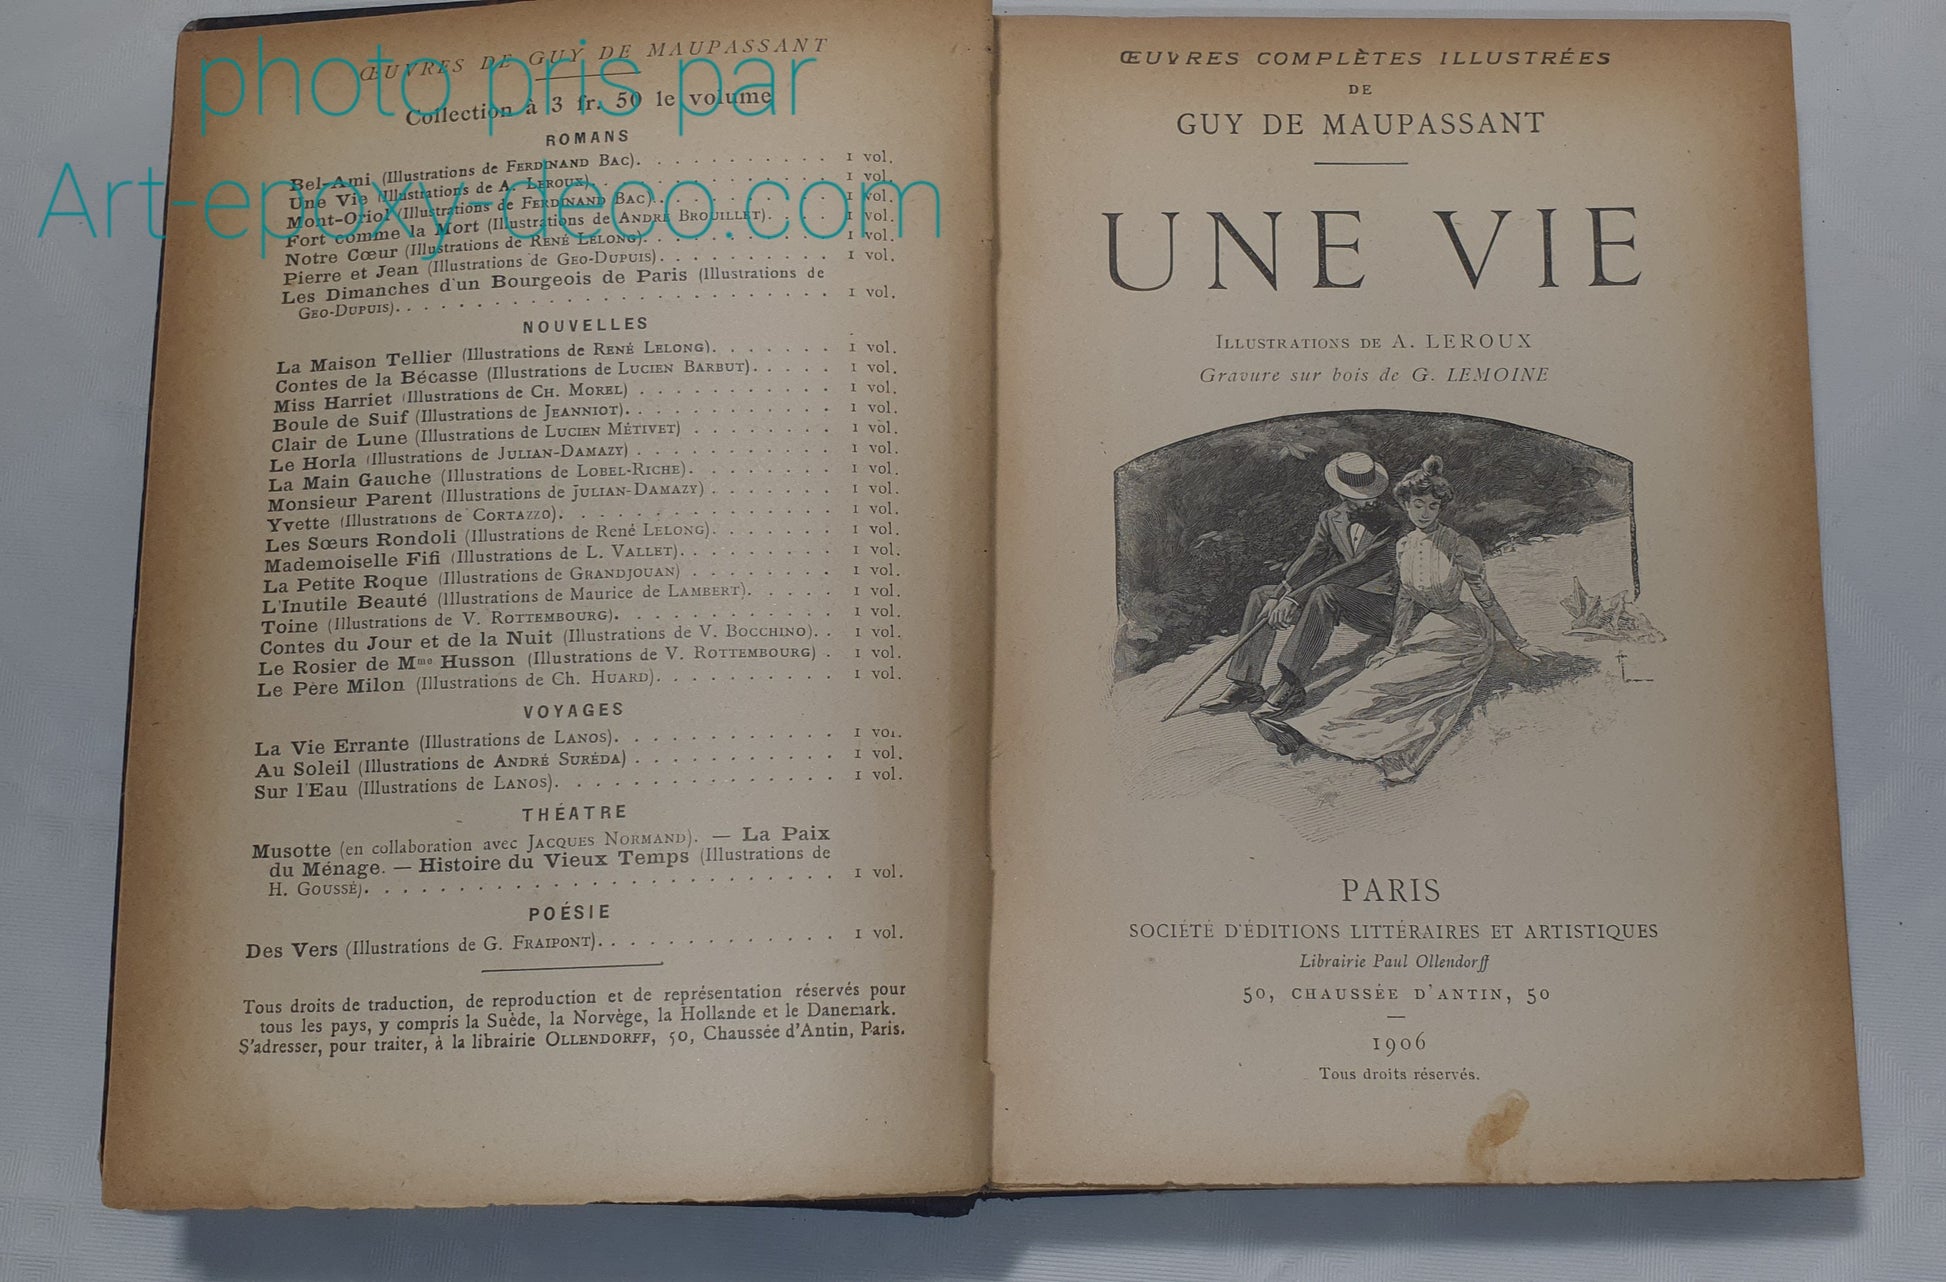 photo pris par
Art-epoxy-deco.com
ŒUVRES DE GUY DE MAUPASSANT
Collection à 3 fr. 50 le volume
ROMANS
Bel-Ami (Illustrations de FERDINAND BAC). . . . . . . . . . . 1 vol.
Une Vie (Illustrations de A. LEROUX). . . . . . . . . . . . . 1 vol.
Mont-Oriol (Illustrations de FERDINAND BAC). . . . . . . . . . 1 vol.
Fort comme la Mort (Illustrations de ANDRÉ BROUILLET). . . . 1 vol.
Notre Cœur (Illustrations de RENÉ LELONG). . . . . . . . . . 1 vol.
Pierre et Jean (Illustrations de GEO-DUPUIS). . . . . . . . . . 1 vol.
Les Dimanches d'un Bourgeois de Paris (Illustrations de
GEO-DUPUIS). . . . . . . . . . . . . . . . . . . . . . 1 vol.
NOUVELLES
La Maison Tellier (Illustrations de RENÉ LELONG). . . . . . . 1 vol.
Contes de la Bécasse (Illustrations de LUCIEN BARBUT). . . . . 1 vol.
Miss Harriet (Illustrations de CH. MOREL) . . . . . . . . . . 1 vol.
Boule de Suif (Illustrations de JEANNIOT). . . . . . . . . . . 1 vol.
Clair de Lune (Illustrations de LUCIEN MÉTIVET) . . . . . . . . 1 vol.
Le Horla (Illustrations de JULIAN-DAMAZY) . . . . . . . . . . 1 vol.
La Main Gauche (Illustrations de LOBEL-RICHE). . . . . . . . 1 vol.
Monsieur Parent (Illustrations de JULIAN-DAMAZY) . . . . . . . 1 vol.
Yvette (Illustrations de CORTAZZO). . . . . . . . . . . . . . 1 vol.
Les Sœurs Rondoli (Illustrations de René LELONG). . . . . . . 1 vol.
Mademoiselle Fifi (Illustrations de L. VALLET). . . . . . . . . 1 vol.
La Petite Roque (Illustrations de GRANDJOUAN) . . . . . . . . 1 vol.
L'Inutile Beauté (Illustrations de Maurice de LAMBERT). . . . . 1 vol.
Toine (Illustrations de V. ROTTEMBOURG). . . . . . . . . . . 1 vol.
Contes du Jour et de la Nuit (Illustrations de V. BOCCHINO). . 1 vol.
Le Rosier de Mme Husson (Illustrations de V. ROTTEMBOURG) . 1 vol.
Le Père Milon (Illustrations de Ch. HUARD). . . . . . . . . . 1 vol.
VOYAGES
La Vie Errante (Illustrations de LANOS). . . . . . . . . . . . 1 vol.
Au Soleil (Illustrations de ANDRÉ SURÉDA) . . . . . . . . . . 1 vol.
Sur l'Eau (Illustrations de LANOS). . . . . . . . . . . . . . 1 vol.
THÉATRE
Musotte (en collaboration avec JACQUES NORMAND). — La Paix
du Ménage. — Histoire du Vieux Temps (Illustrations de
H. GOUSSÉ). . . . . . . . . . . . . . . . . . . . . . . 1 vol.
POÉSIE
Des Vers (Illustrations de G. FRAIPONT). . . . . . . . . . . . 1 vol.
Tous droits de traduction, de reproduction et de représentation réservés pour
tous les pays, y compris la Suède, la Norvège, la Hollande et le Danemark.
S'adresser, pour traiter, à la librairie OLLENDORFF, 50, Chaussée d'Antin, Paris.
ŒUVRES COMPLÈTES ILLUSTRÉES
DE
GUY DE MAUPASSANT
UNE VIE
ILLUSTRATIONS DE A. LEROUX
Gravure sur bois de G. LEMOINE
PARIS
SOCIÉTÉ D'ÉDITIONS LITTÉRAIRES ET ARTISTIQUES
Librairie Paul Ollendorff
50, CHAUSSÉE D'ANTIN, 50
1906
Tous droits réservés.